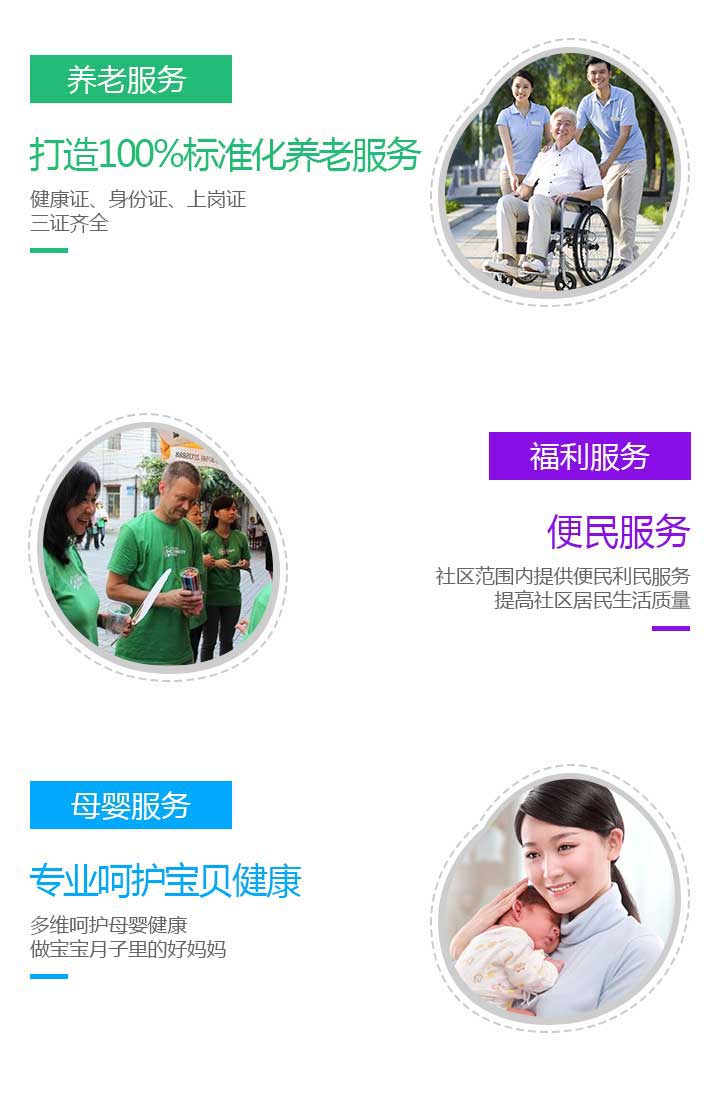 养老服务
打造100%标准化养老服务
健康证、身份证、上岗证
三证齐全
福利服务
便民服务
社区范围内提供便民利民服务
提高社区居民生活质量
母婴服务
专业呵护宝贝健康
多维呵护母婴健康
做宝宝月子里的好妈妈